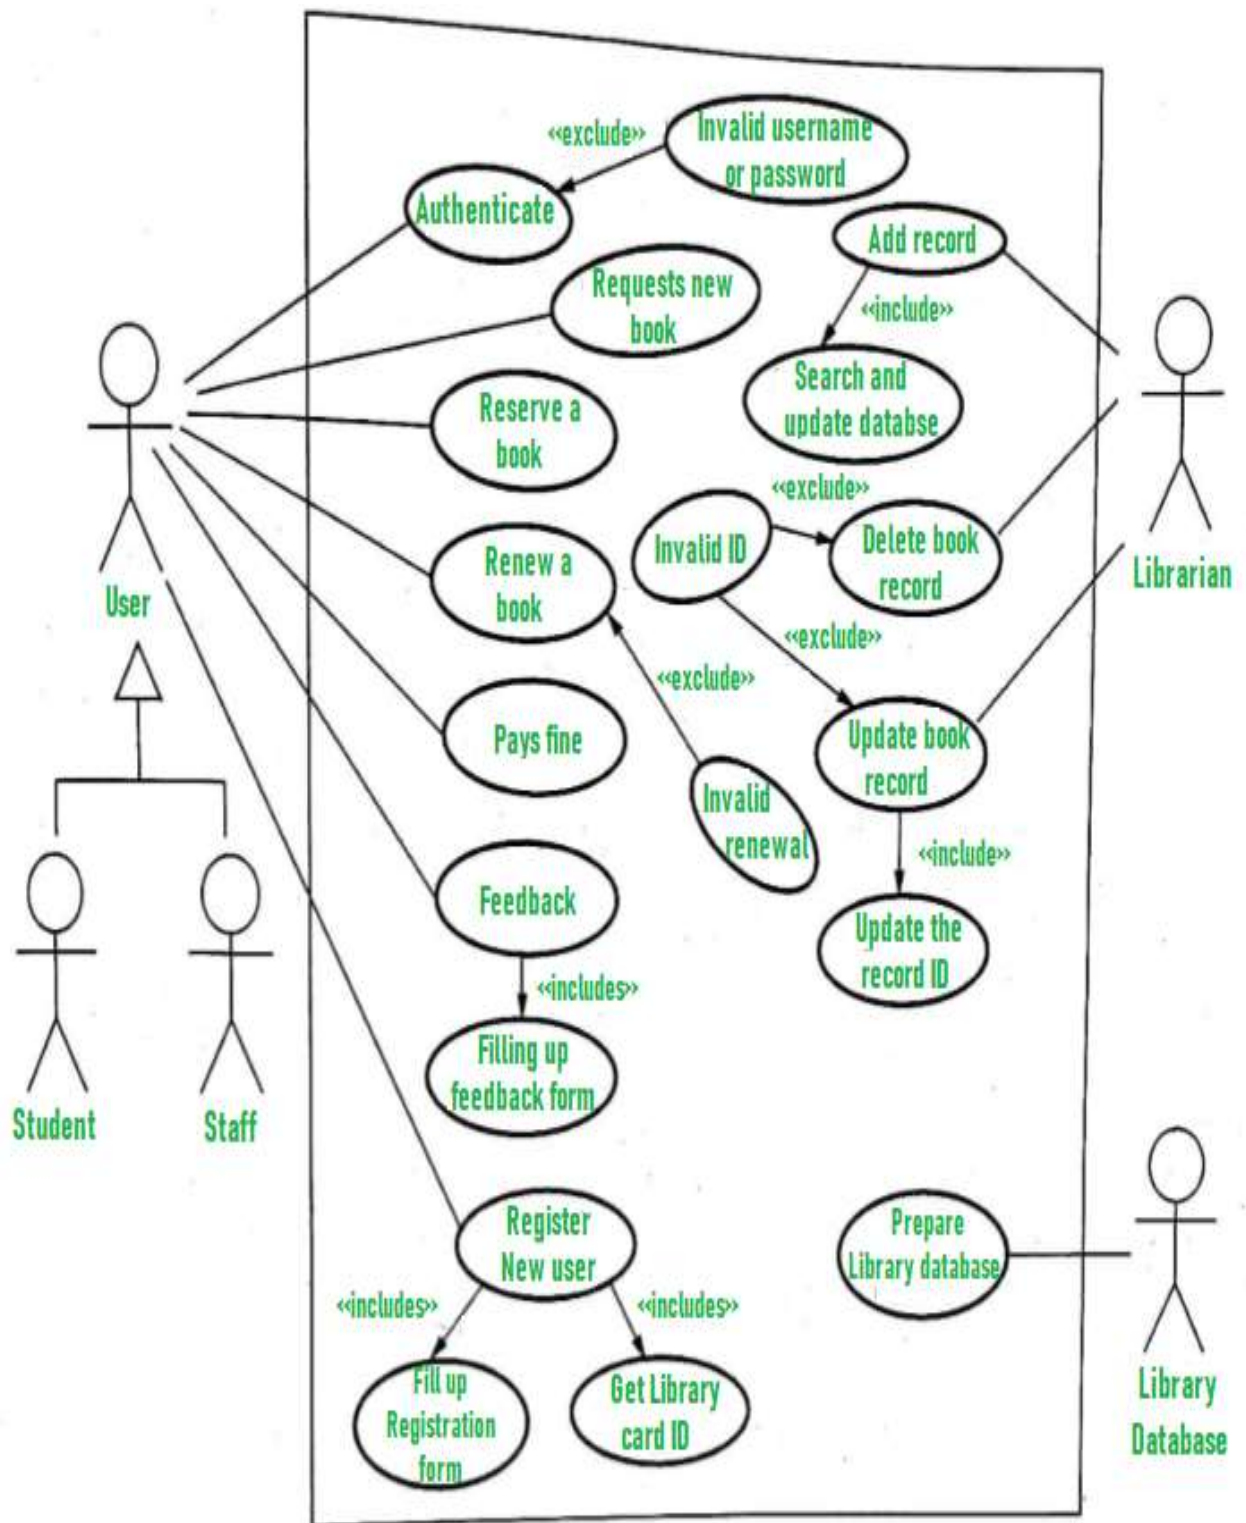 «exclude»
Invalid username
or password
Authenticate
Add record
Requests new
book
«include»
Search and
update databse
Reserve a
book
«exclude»
Invalid ID
Delete book
record
Renew a
book
Librarian
User
«exclude»
«exclude»
Pays fine
Update book
record
Invalid
renewal
«include»
Feedback
Update the
record ID
«includes»
Filling up
feedback form
Student
Staff
Register
New user
Prepare
Library database
«includes»
«includes»
Fill up
Registration
form
Get Library
card ID
Library
Database